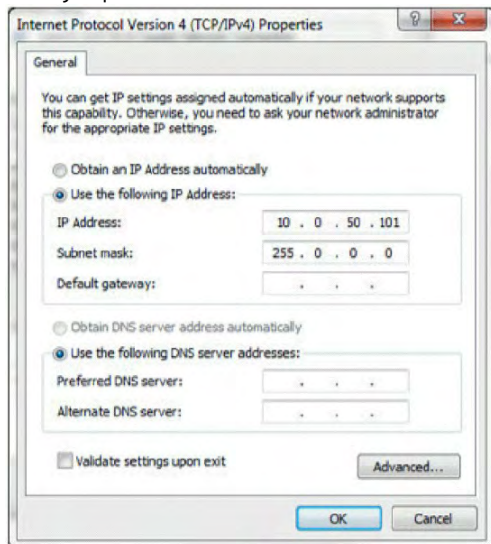 Internet Protocol Version 4 (TCP/IPv4) Properties
General
You can get IP settings assigned automatically if your network supports
this capability. Otherwise, you need to ask your network administrator
for the appropriate IP settings.
Obtain an IP Address automatically
Use the following IP Address:
IP Address: 10 . 0 . 50 . 101
Subnet mask: 255 . 0 . 0 . 0
Default gateway: . . .
Obtain DNS server address automatically
Use the following DNS server addresses:
Preferred DNS server: . . .
Alternate DNS server: . . .
Validate settings upon exit
Advanced...
OK Cancel